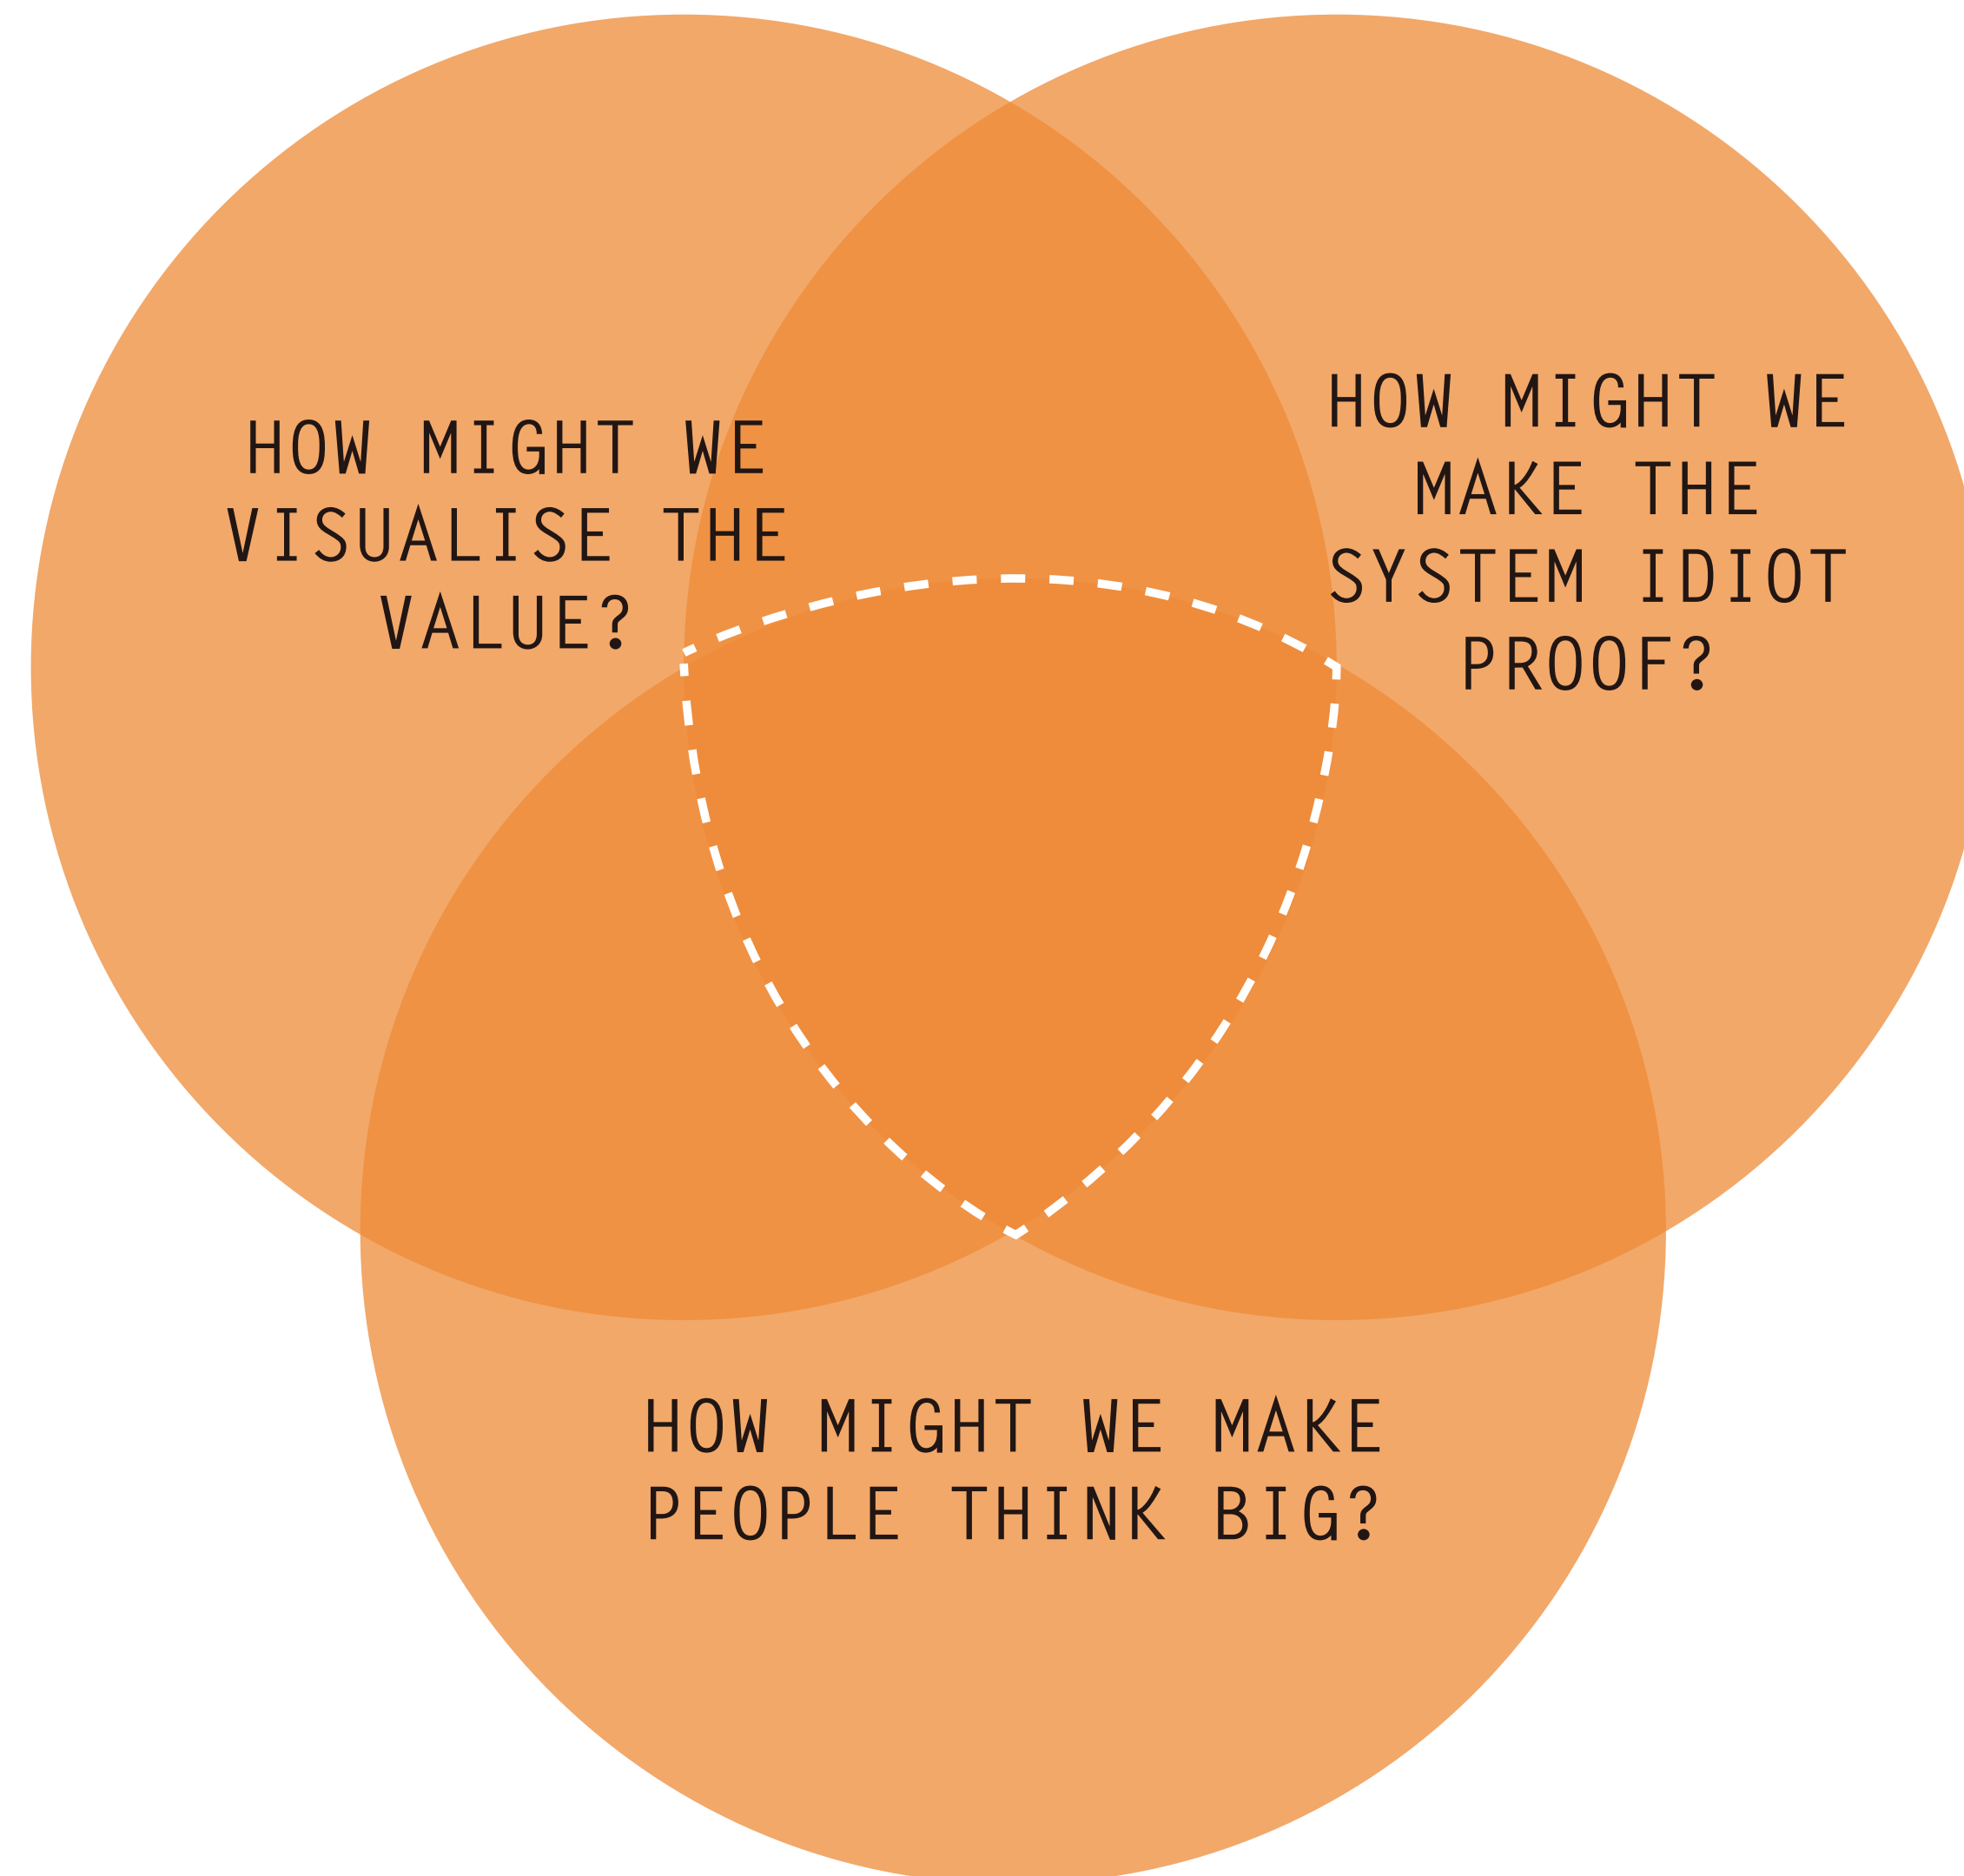 HOW MIGHT WE
VISUALISE THE
VALUE?
HOW MIGHT WE
MAKE THE
SYSTEM IDIOT
PROOF?
HOW MIGHT WE MAKE
PEOPLE THINK BIG?